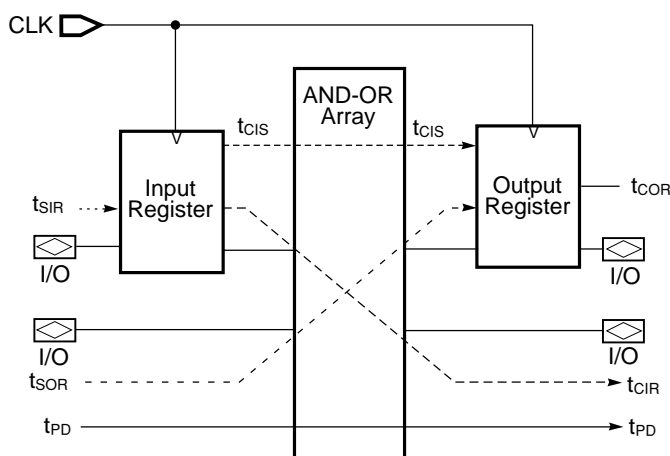 CLK
AND-OR
Array
tCIS
tCIS
Input
Register
Output
Register
tSIR
tCOR
I/O
I/O
I/O
I/O
tSOR
tCIR
tPD
tPD